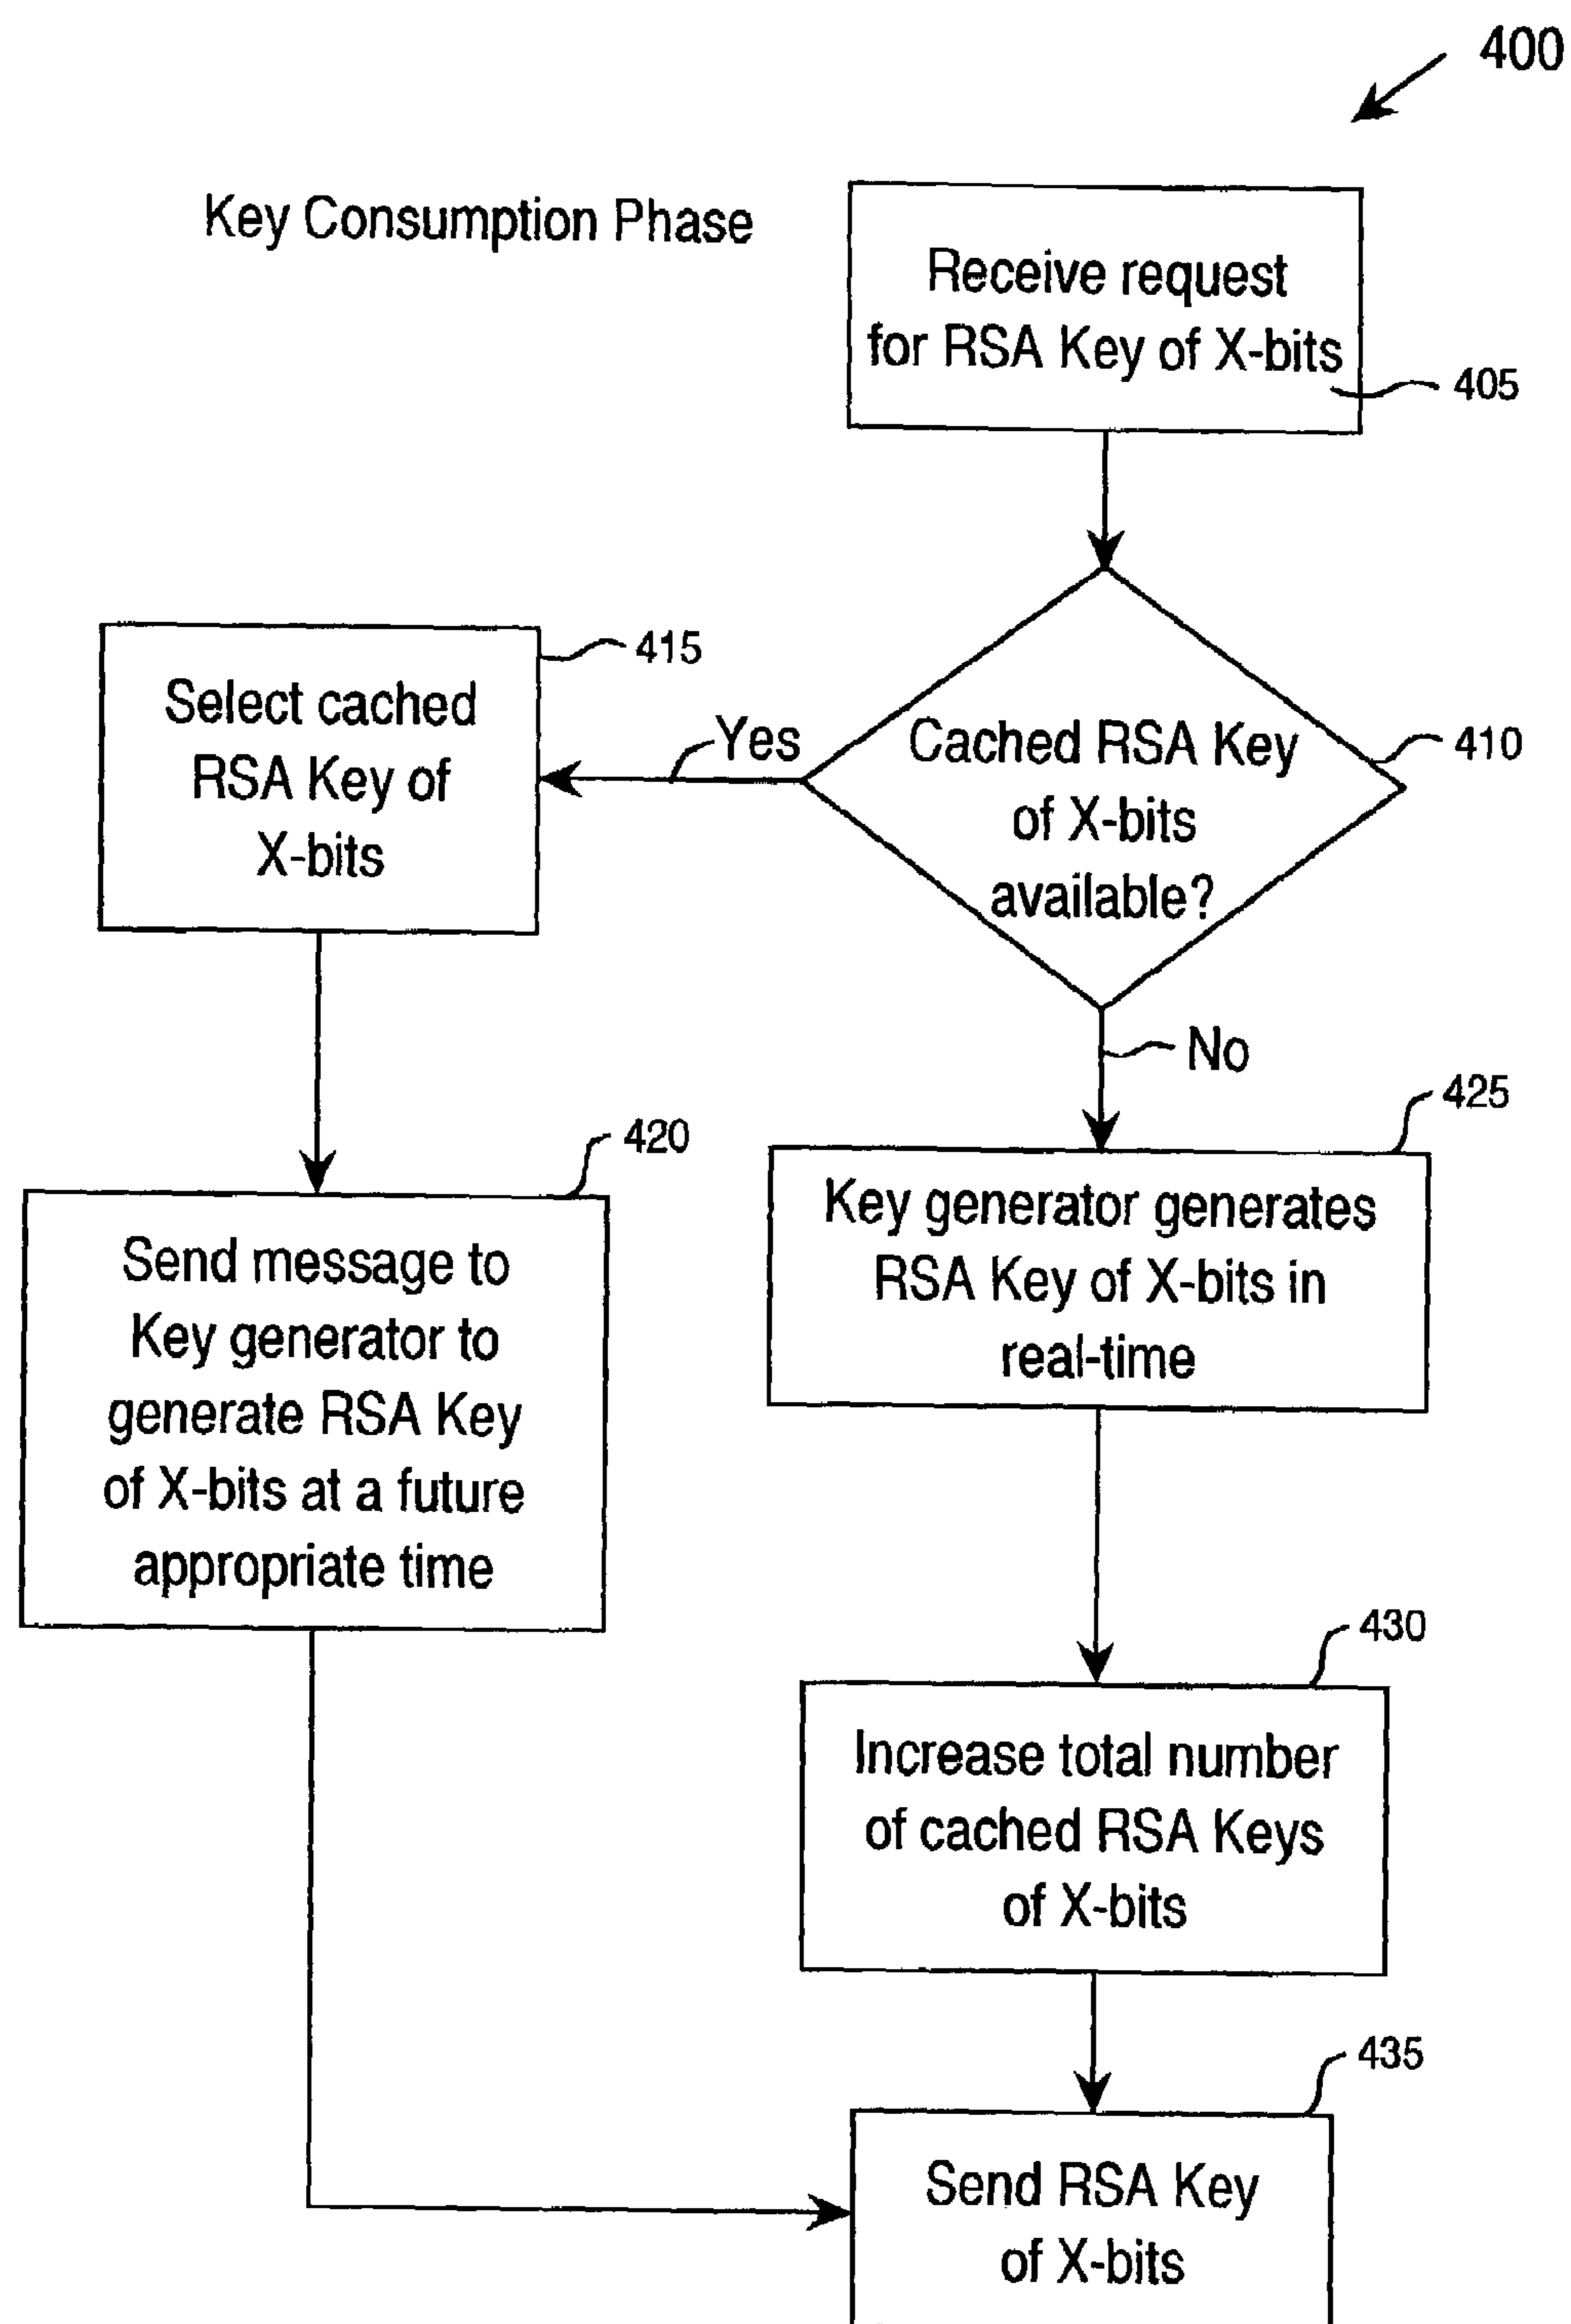 400
Key Consumption Phase
Receive request
for RSA Key of X-bits
405
Cached RSA Key
of X-bits
available?
410
Yes
415
Select cached
RSA Key of
X-bits
No
420
Send message to
Key generator to
generate RSA Key
of X-bits at a future
appropriate time
425
Key generator generates
RSA Key of X-bits in
real-time
430
Increase total number
of cached RSA Keys
of X-bits
435
Send RSA Key
of X-bits